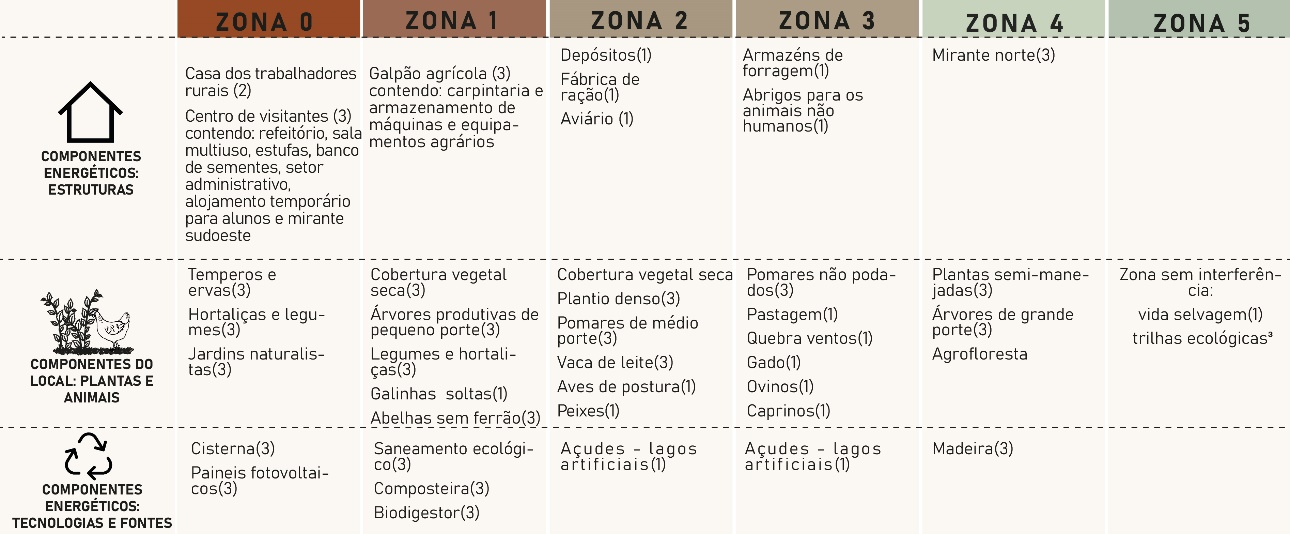 ZONA 0
ZONA 1
ZONA 2
ZONA 3
ZONA 4
ZONA 5
COMPONENTES
ENERGÉTICOS:
ESTRUTURAS
Casa dos trabalhadores
rurais (2)
Centro de visitantes (3)
contendo: refeitório, sala
multiuso, estufas, banco
de sementes, setor
administrativo,
alojamento temporário
para alunos e mirante
sudoeste
Galpão agrícola (3)
contendo: carpintaria e
armazenamento de
máquinas e equipa-
mentos agrários
Depósitos(1)
Fábrica de
ração(1)
Aviário (1)
Armazéns de
forragem(1)
Abrigos para os
animais não
humanos(1)
Mirante norte(3)
COMPONENTES DO
LOCAL: PLANTAS E
ANIMAIS
Temperos e
ervas(3)
Hortaliças e legu-
mes(3)
Jardins naturalis-
tas(3)
Cobertura vegetal
seca(3)
Árvores produtivas de
pequeno porte(3)
Legumes e hortali-
ças(3)
Galinhas soltas(1)
Abelhas sem ferrão(3)
Cobertura vegetal seca
Plantio denso(3)
Pomares de médio
porte(3)
Vaca de leite(3)
Aves de postura(1)
Peixes(1)
Pomares não poda-
dos(3)
Pastagem(1)
Quebra ventos(1)
Gado(1)
Ovinos(1)
Caprinos(1)
Plantas semi-mane-
jadas(3)
Árvores de grande
porte(3)
Agrofloresta
Zona sem interferên-
cia:
vida selvagem(1)
trilhas ecológicas³
COMPONENTES
ENERGÉTICOS:
TECNOLOGIAS E FONTES
Cisterna(3)
Paineis fotovoltai-
cos(3)
Saneamento ecológi-
co(3)
Composteira(3)
Biodigestor(3)
Açudes - lagos
artificiais(1)
Açudes - lagos
artificiais(1)
Madeira(3)